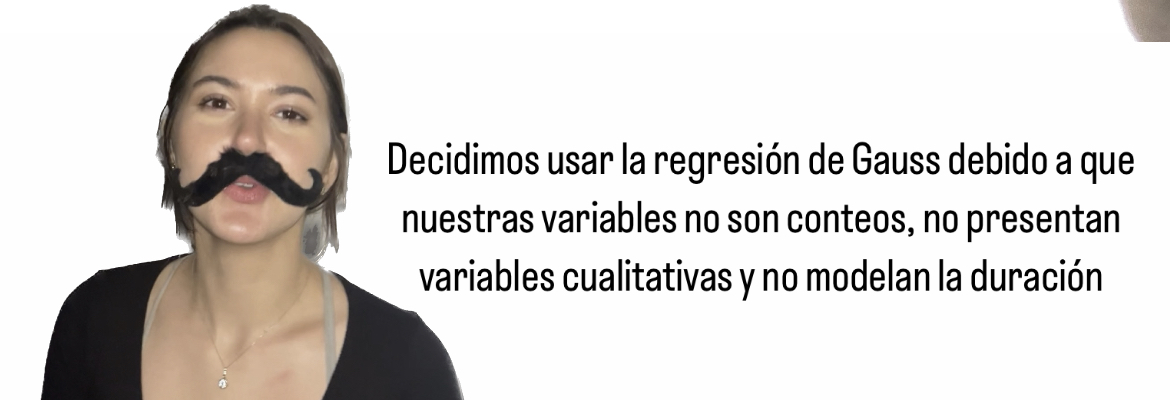 Decidimos usar la regresión de Gauss debido a que
nuestras variables no son conteos, no presentan
variables cualitativas y no modelan la duración